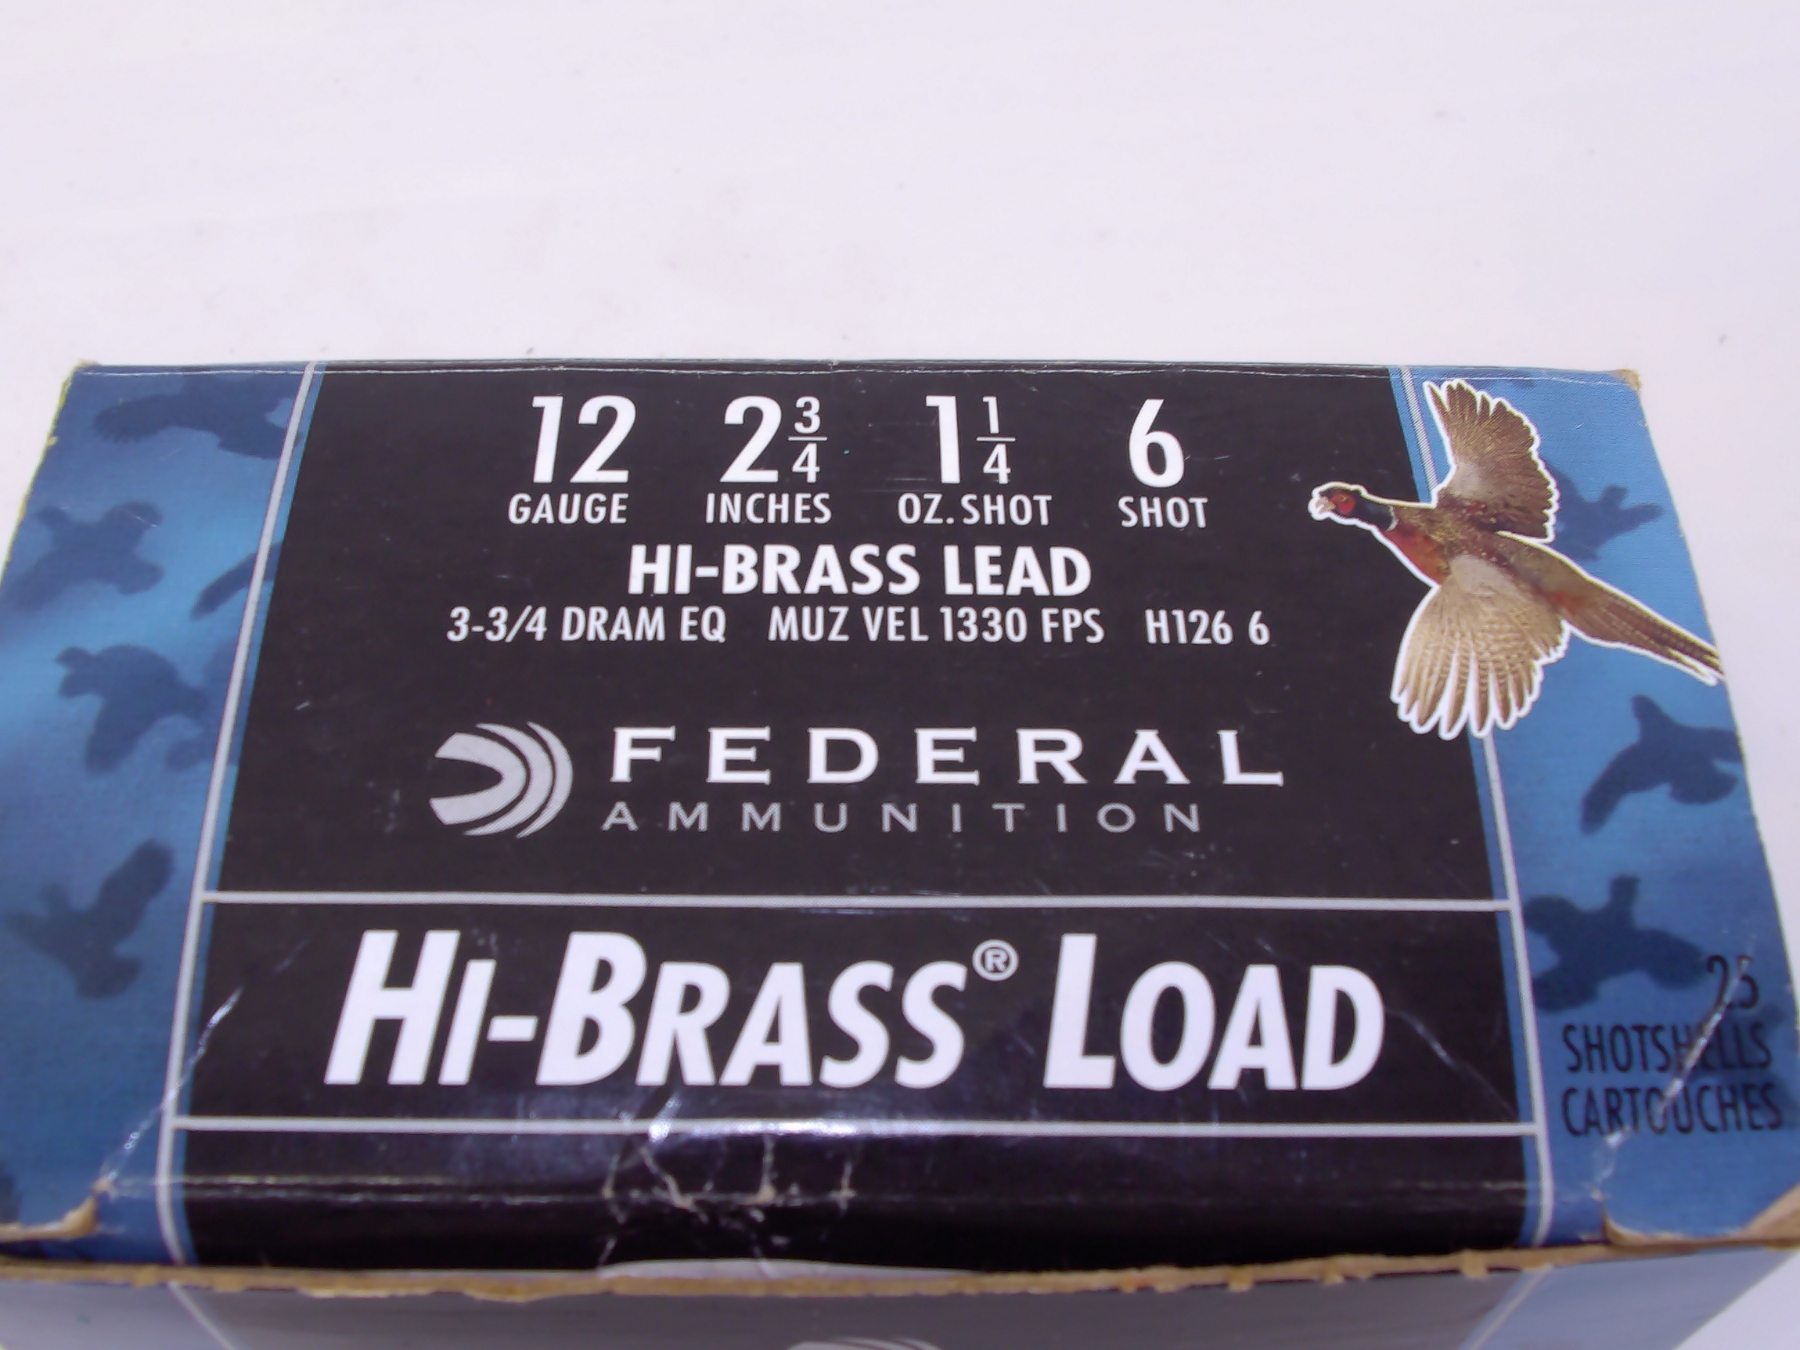 12 2 3/4 1 1/4 6
GAUGE INCHES OZ. SHOT SHOT
HI-BRASS LEAD
3-3/4 DRAM EQ MUZ VEL 1330 FPS H126 6
FEDERAL
AMMUNITION
HI-BRASS® LOAD
25
SHOTSHELLS
CARTOUCHES